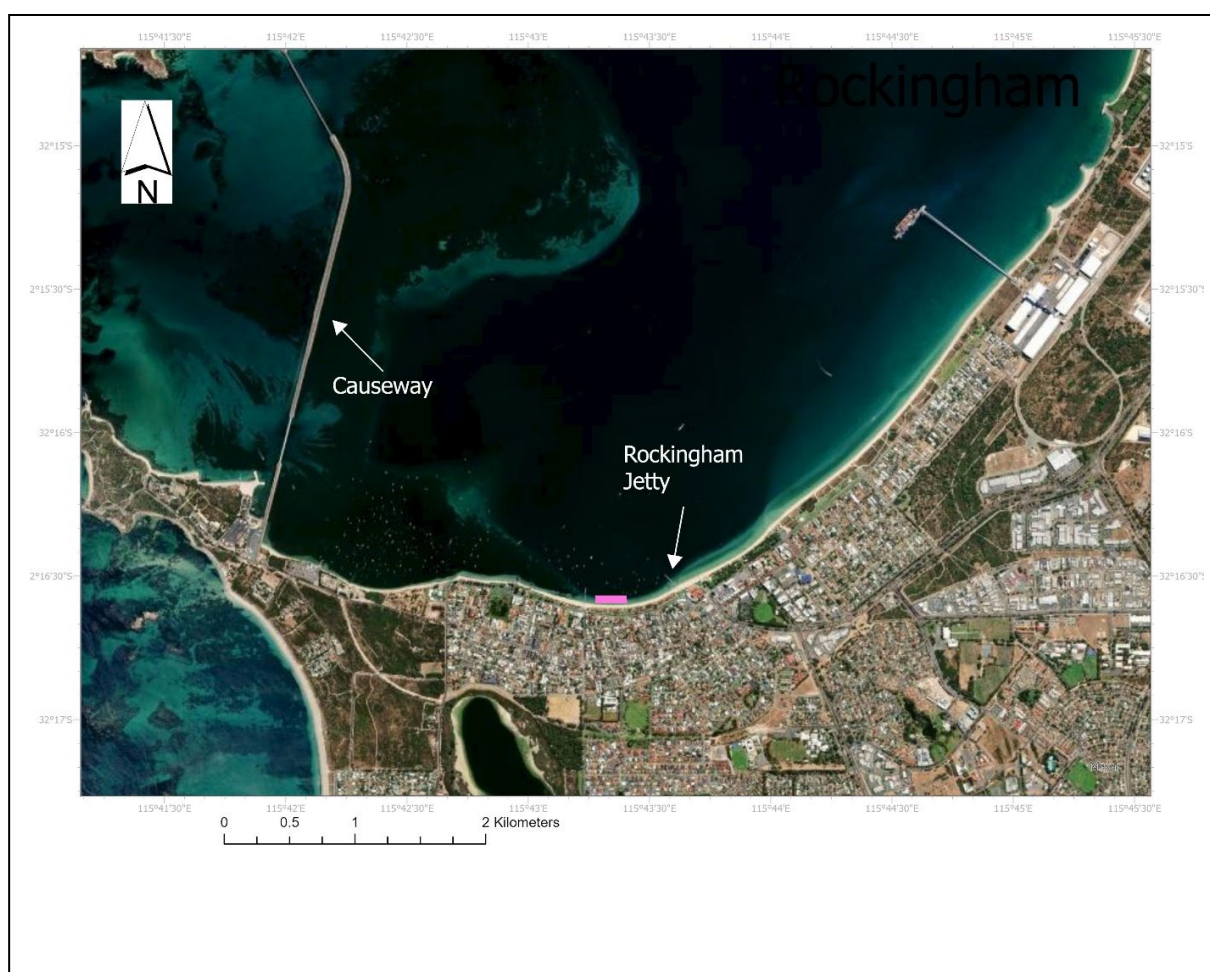 115°41'30"E 115°42'E 115°42'30"E 115°43'E 115°43'30"E 115°44'E 115°44'30"E 115°45'E 115°45'30"E
Rockingham
N
32°15'S 32°15'S
2°15'30"S 32°15'30"S
Causeway
32°16'S 32°16'S
Rockingham
Jetty
2°16'30"S 32°16'30"S
32°17'S 32°17'S
115°41'30"E 115°42'E 115°42'30"E 115°43'E 115°43'30"E 115°44'E 115°44'30"E 115°45'E 115°45'30"E
0 0.5 1 2 Kilometers